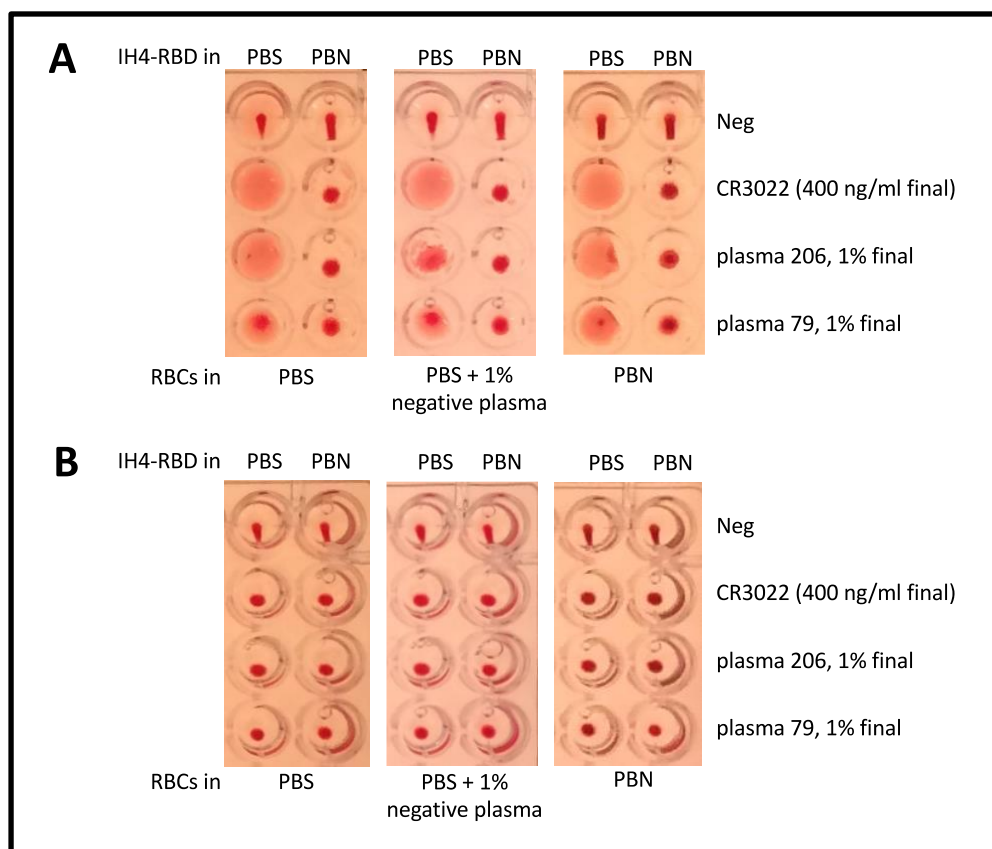 A
IH4-RBD in PBS PBN PBS PBN PBS PBN
Neg
CR3022 (400 ng/ml final)
plasma 206, 1% final
plasma 79, 1% final
RBCs in PBS PBS + 1% PBN
negative plasma
B
IH4-RBD in PBS PBN PBS PBN PBS PBN
Neg
CR3022 (400 ng/ml final)
plasma 206, 1% final
plasma 79, 1% final
RBCs in PBS PBS + 1% PBN
negative plasma